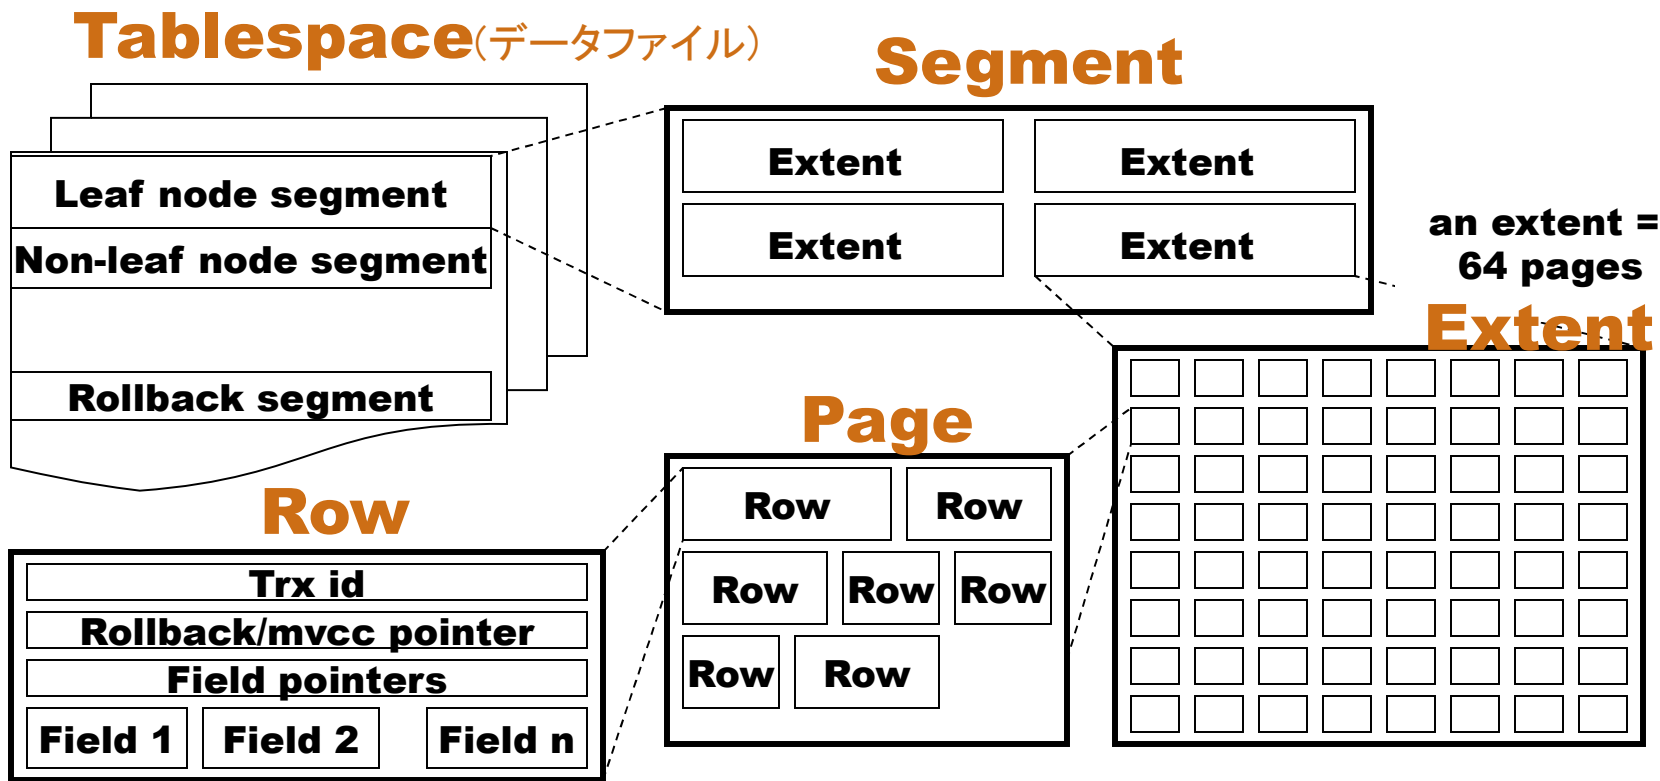 Tablespace(データファイル)
Leaf node segment
Non-leaf node segment
Rollback segment
Segment
Extent
Extent
Extent
Extent
an extent =
64 pages
Extent
Page
Row
Row
Row
Row
Row
Row
Row
Row
Trx id
Rollback/mvcc pointer
Field pointers
Field 1
Field 2
Field n